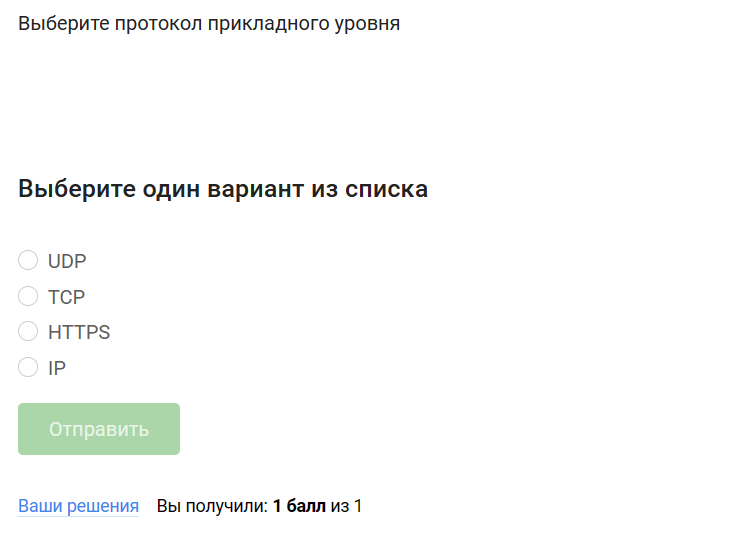 Выберите протокол прикладного уровня
Выберите один вариант из списка
UDP
TCP
HTTPS
IP
Отправить
Ваши решения Вы получили: 1 балл из 1